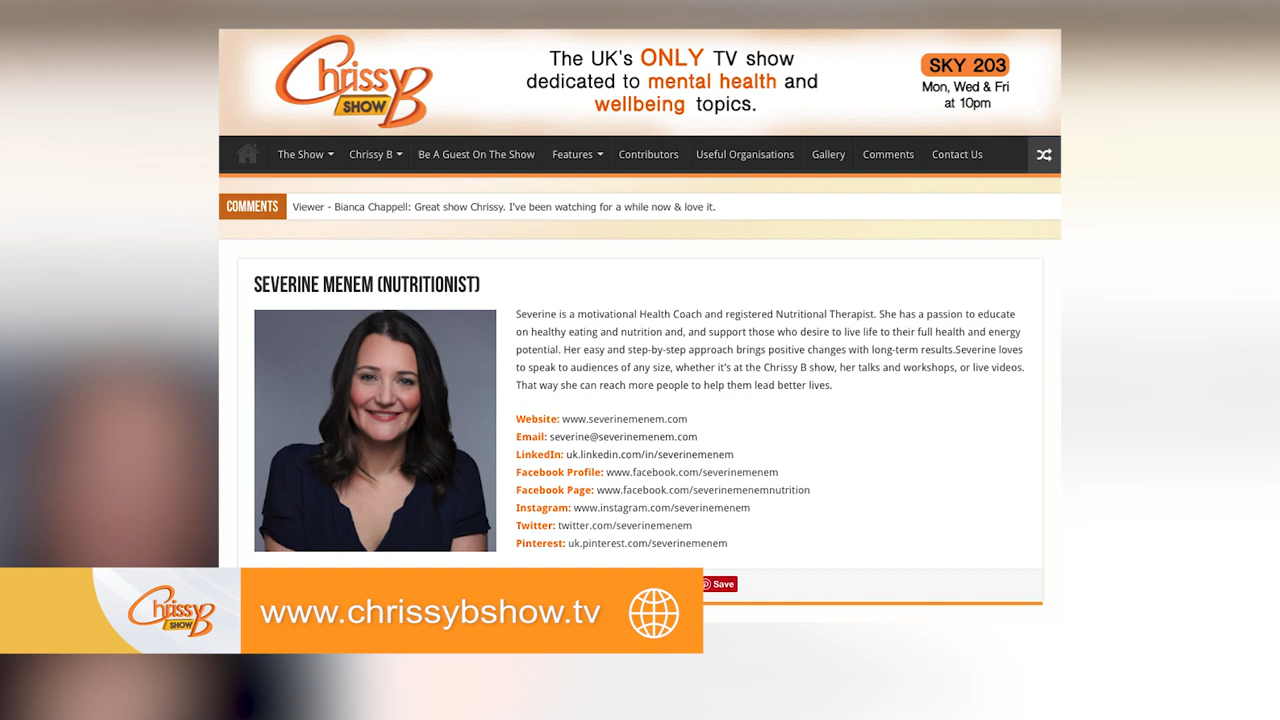 Chrissy B
SHOW
The UK's ONLY TV show
dedicated to mental health and
wellbeing topics.
SKY 203
Mon, Wed & Fri
at 10pm
The Show
Chrissy B
Be A Guest On The Show
Features
Contributors
Useful Organisations
Gallery
Comments
Contact Us
COMMENTS
Viewer - Bianca Chappell: Great show Chrissy. I've been watching for a while now & love it.
SEVERINE MENEM (NUTRITIONIST)
Severine is a motivational Health Coach and registered Nutritional Therapist. She has a passion to educate
on healthy eating and nutrition and, and support those who desire to live life to their full health and energy
potential. Her easy and step-by-step approach brings positive changes with long-term results.Severine loves
to speak to audiences of any size, whether it's at the Chrissy B show, her talks and workshops, or live videos.
That way she can reach more people to help them lead better lives.
Website: www.severinemenem.com
Email: severine@severinemenem.com
LinkedIn: uk.linkedin.com/in/severinemenem
Facebook Profile: www.facebook.com/severinemenem
Facebook Page: www.facebook.com/severinemenemnutrition
Instagram: www.instagram.com/severinemenem
Twitter: twitter.com/severinemenem
Pinterest: uk.pinterest.com/severinemenem
Save
Chrissy B
SHOW
www.chrissybshow.tv